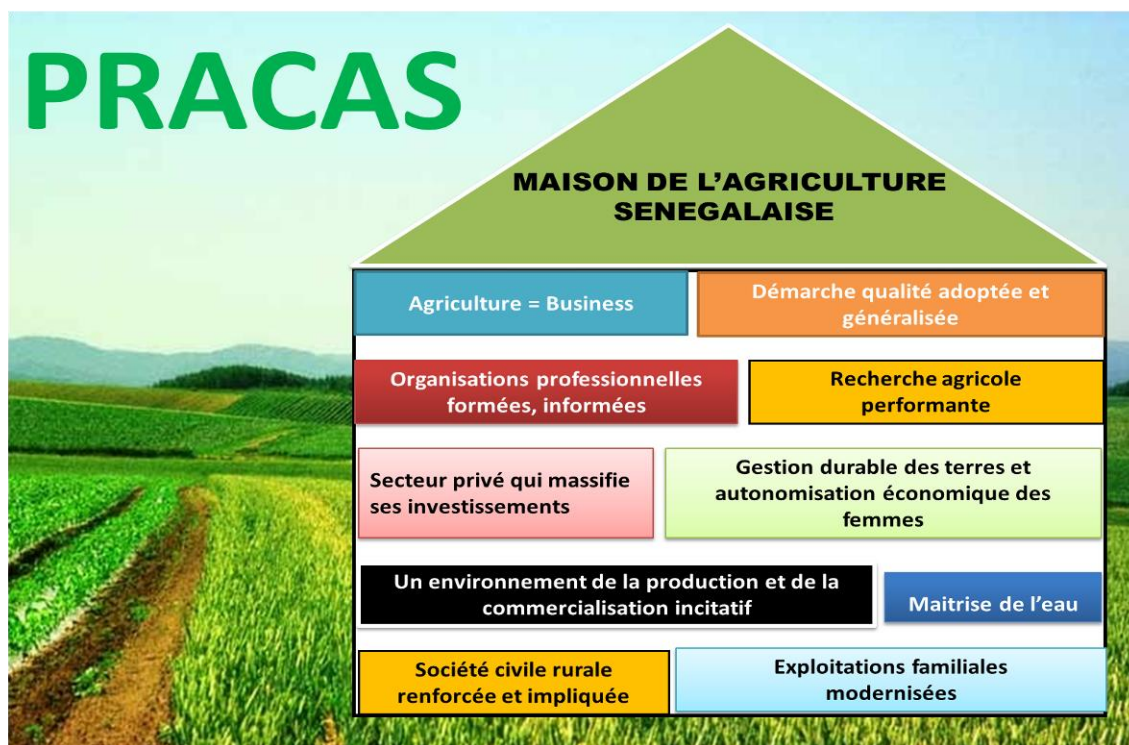 PRACAS
MAISON DE L’AGRICULTURE
SENEGALAISE
Agriculture = Business
Démarche qualité adoptée et
généralisée
Organisations professionnelles
formées, informées
Recherche agricole
performante
Secteur privé qui massifie
ses investissements
Gestion durable des terres et
autonomisation économique des
femmes
Un environnement de la production et de la
commercialisation incitatif
Maitrise de l’eau
Société civile rurale
renforcée et impliquée
Exploitations familiales
modernisées